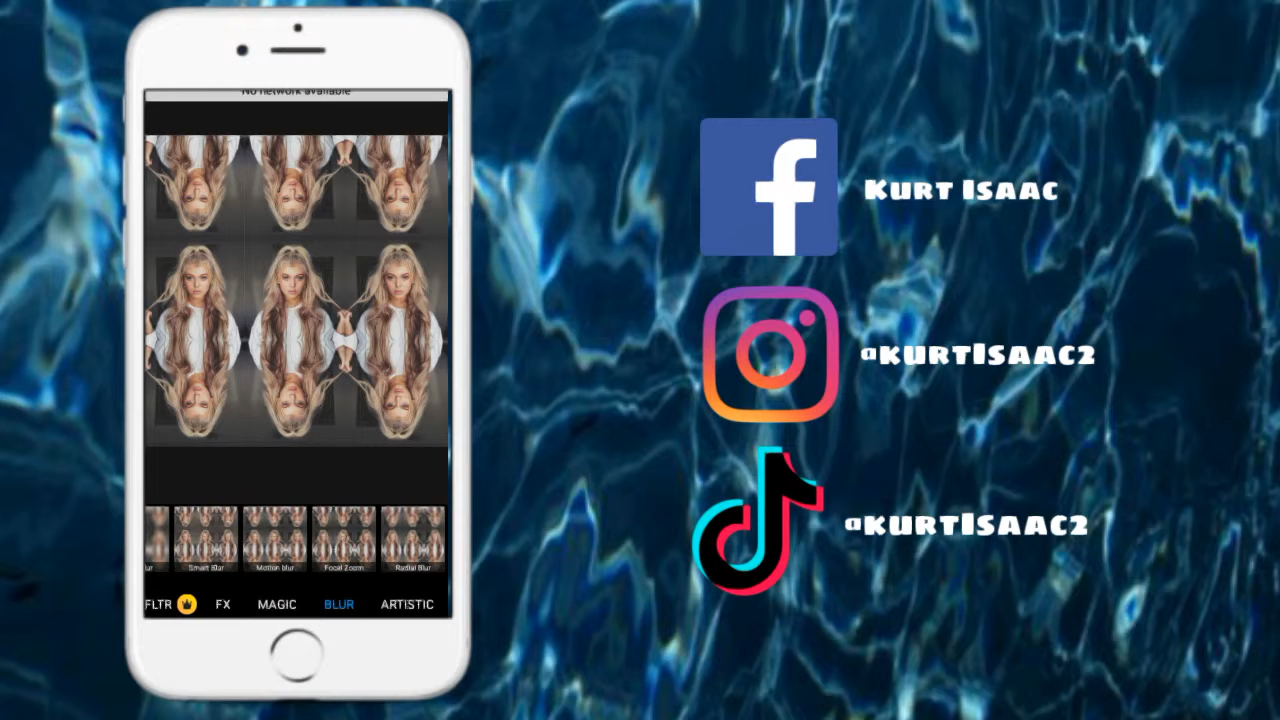 No network available
Smart Blur
Motion blur
Focal Zoom
Radial Blur
FLTR
FX
MAGIC
BLUR
ARTISTIC
Kurt Isaac
@kurtIsaac2
@kurtIsaac2